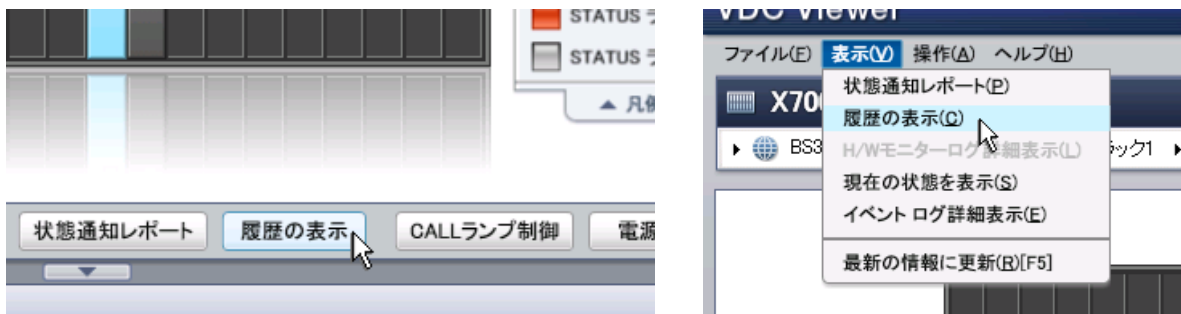 STATUS
STATUS
▲ 凡例
状態通知レポート 履歴の表示 CALLランプ制御 電源
VDC Viewer
ファイル(F) 表示(V) 操作(A) ヘルプ(H)
状態通知レポート(P)
X70
履歴の表示(C)
BS3
H/Wモニターログ詳細表示(L)
ラック1
現在の状態を表示(S)
イベント ログ詳細表示(E)
最新の情報に更新(R)[F5]